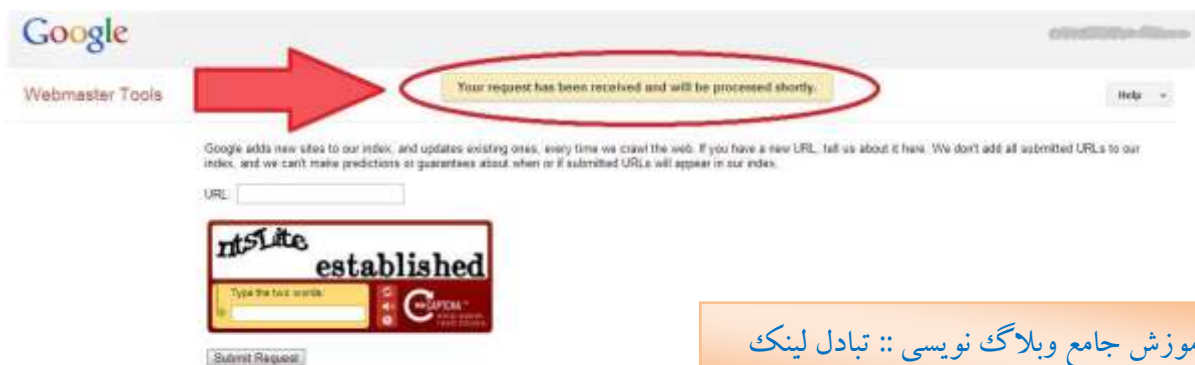 Google
Webmaster Tools
Your request has been received and will be processed shortly.
Help
Google adds new sites to our index, and updates existing ones, every time we crawl the web. If you have a new URL, tell us about it here. We don't add all submitted URLs to our
index, and we can't make predictions or guarantees about when or if submitted URLs will appear in our index.
URL:
ntsLite
established
Type the two words:
Submit Request
موزش جامع وبلاگ نویسی :: تبادل لینک